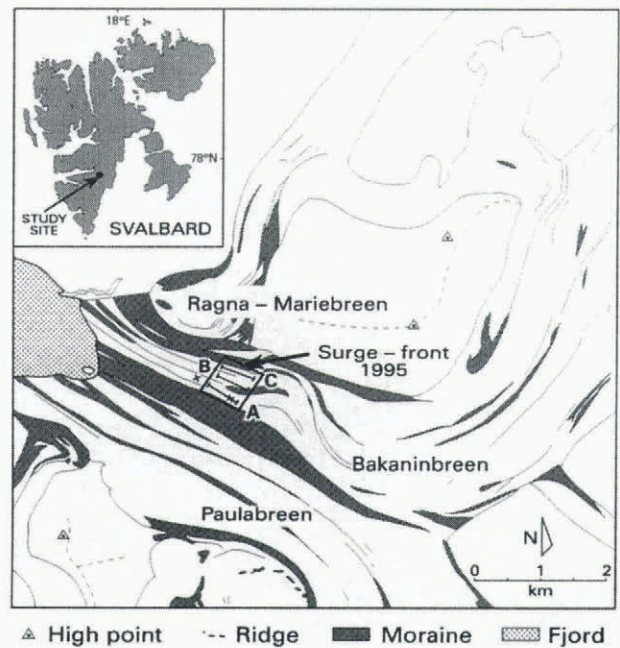 18°E
78°N
STUDY
SITE
SVALBARD
Ragna – Mariebreen
Surge – front
1995
B
C
A
Bakaninbreen
Paulabreen
N
0 1 2
km
High point Ridge Moraine Fjord